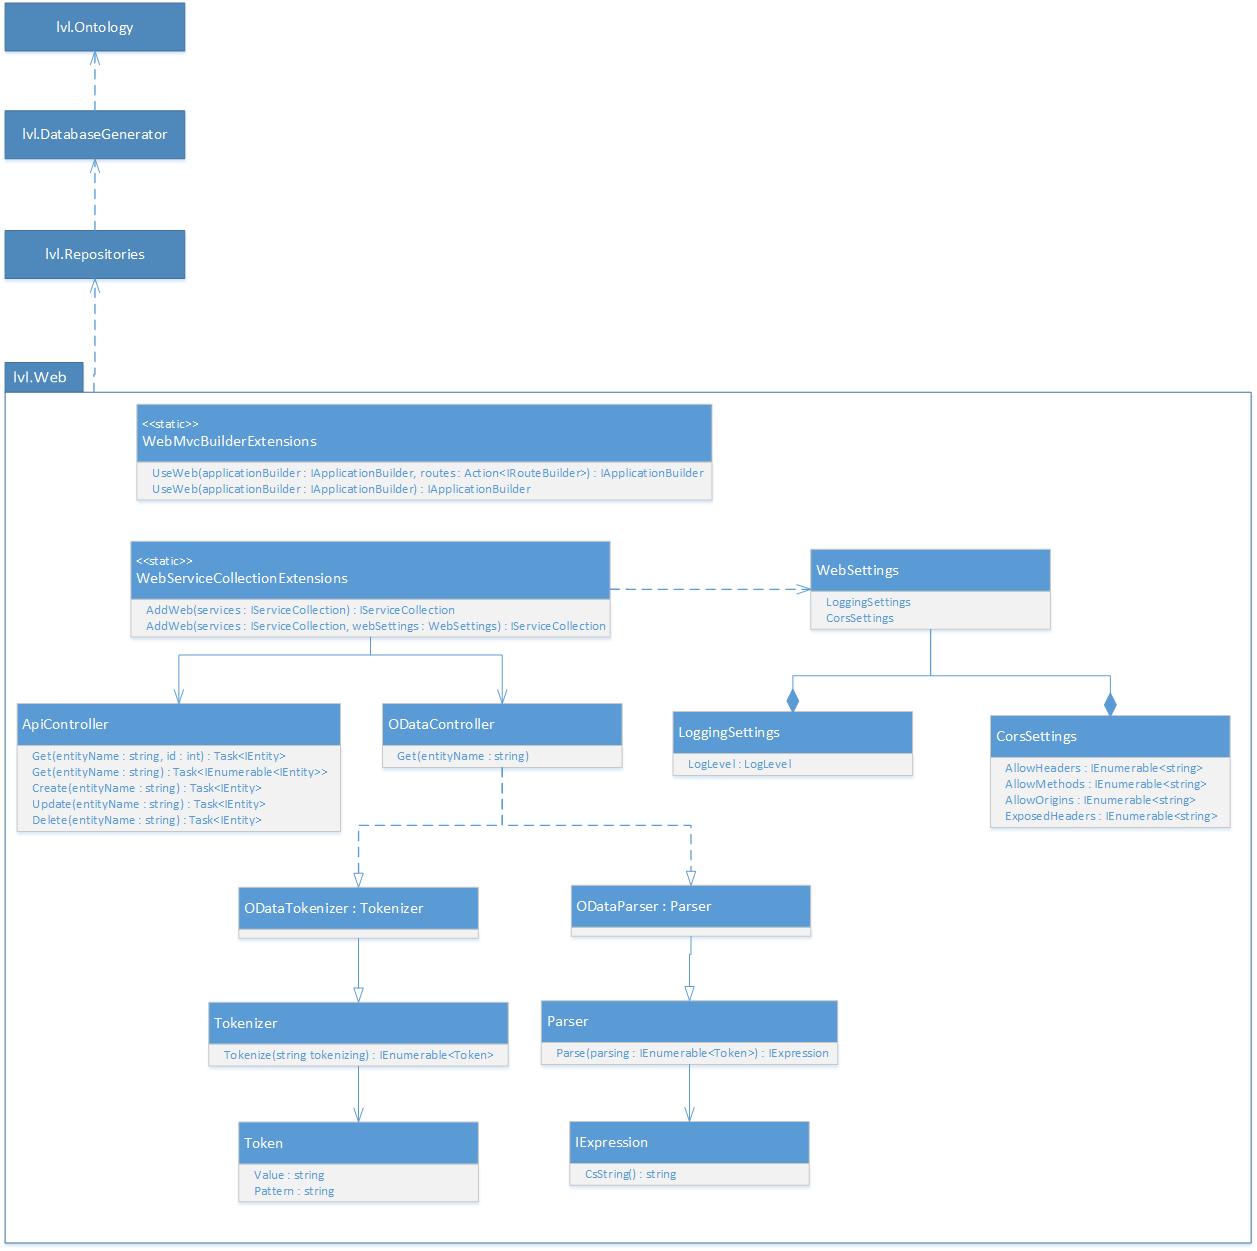 lvl.Ontology
lvl.DatabaseGenerator
lvl.Repositories
lvl.Web
<<static>>
WebMvcBuilderExtensions
UseWeb(applicationBuilder : IApplicationBuilder, routes : Action<IRouteBuilder>) : IApplicationBuilder
UseWeb(applicationBuilder : IApplicationBuilder) : IApplicationBuilder
<<static>>
WebServiceCollectionExtensions
AddWeb(services : IServiceCollection) : IServiceCollection
AddWeb(services : IServiceCollection, webSettings : WebSettings) : IServiceCollection
WebSettings
LoggingSettings
CorsSettings
ApiController
Get(entityName : string, id : int) : Task<IEntity>
Get(entityName : string) : Task<IEnumerable<IEntity>>
Create(entityName : string) : Task<IEntity>
Update(entityName : string) : Task<IEntity>
Delete(entityName : string) : Task<IEntity>
ODataController
Get(entityName : string)
LoggingSettings
LogLevel : LogLevel
CorsSettings
AllowHeaders : IEnumerable<string>
AllowMethods : IEnumerable<string>
AllowOrigins : IEnumerable<string>
ExposedHeaders : IEnumerable<string>
ODataTokenizer : Tokenizer
ODataParser : Parser
Tokenizer
Tokenize(string tokenizing) : IEnumerable<Token>
Parser
Parse(parsing : IEnumerable<Token>) : IExpression
Token
Value : string
Pattern : string
IExpression
CsString() : string